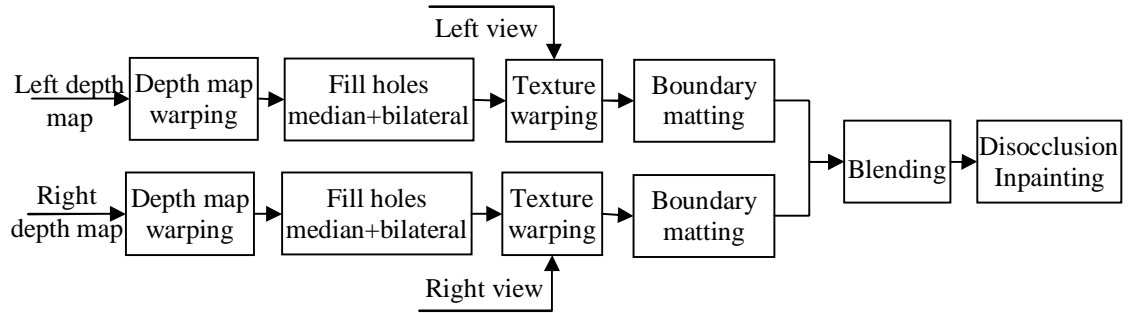 Left view
Left depth
map
Depth map
warping
Fill holes
median+bilateral
Texture
warping
Boundary
matting
Right
depth map
Depth map
warping
Fill holes
median+bilateral
Texture
warping
Boundary
matting
Right view
Blending
Disocclusion
Inpainting